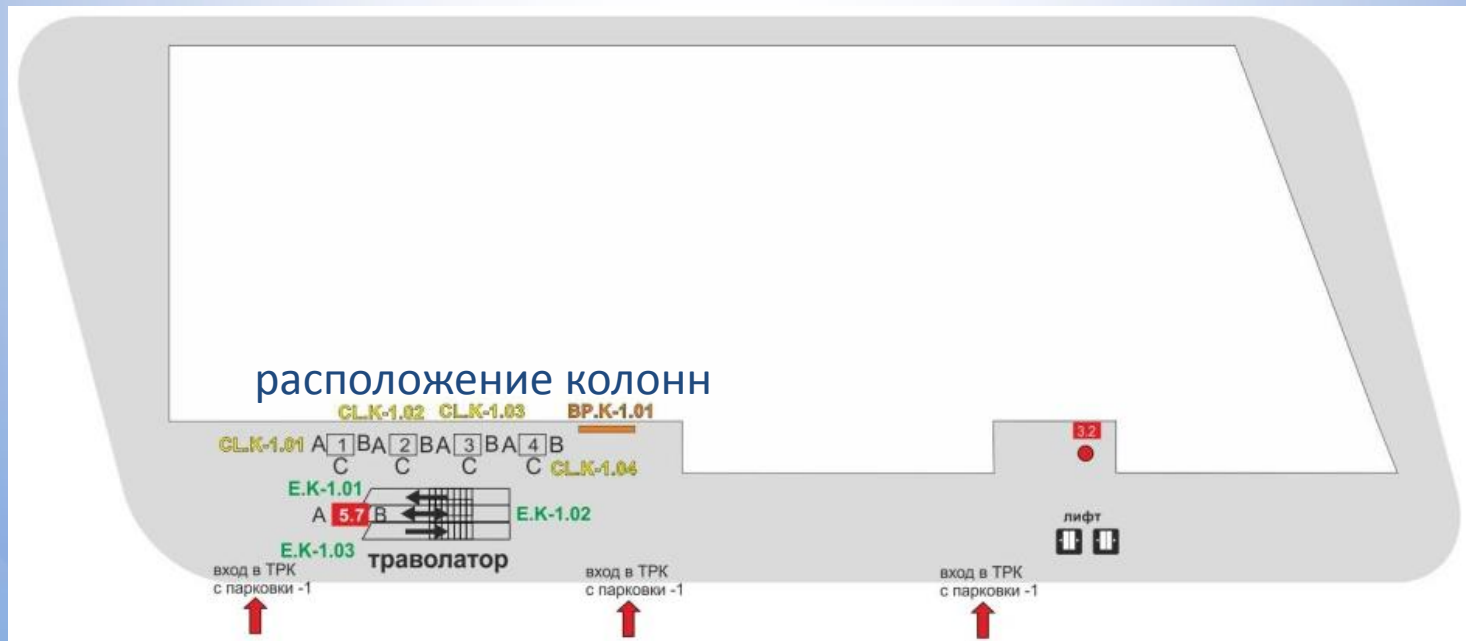 расположение колонн
CL.K-1.02 CL.K-1.03 BP.K-1.01
3.2
CL.K-1.01 A 1 B A 2 B A 3 B A 4 B
C C C C CL.K-1.04
E.K-1.01
A 5.7 B E.K-1.02
лифт
E.K-1.03 траволатор
вход в ТРК
с парковки -1
вход в ТРК
с парковки -1
вход в ТРК
с парковки -1